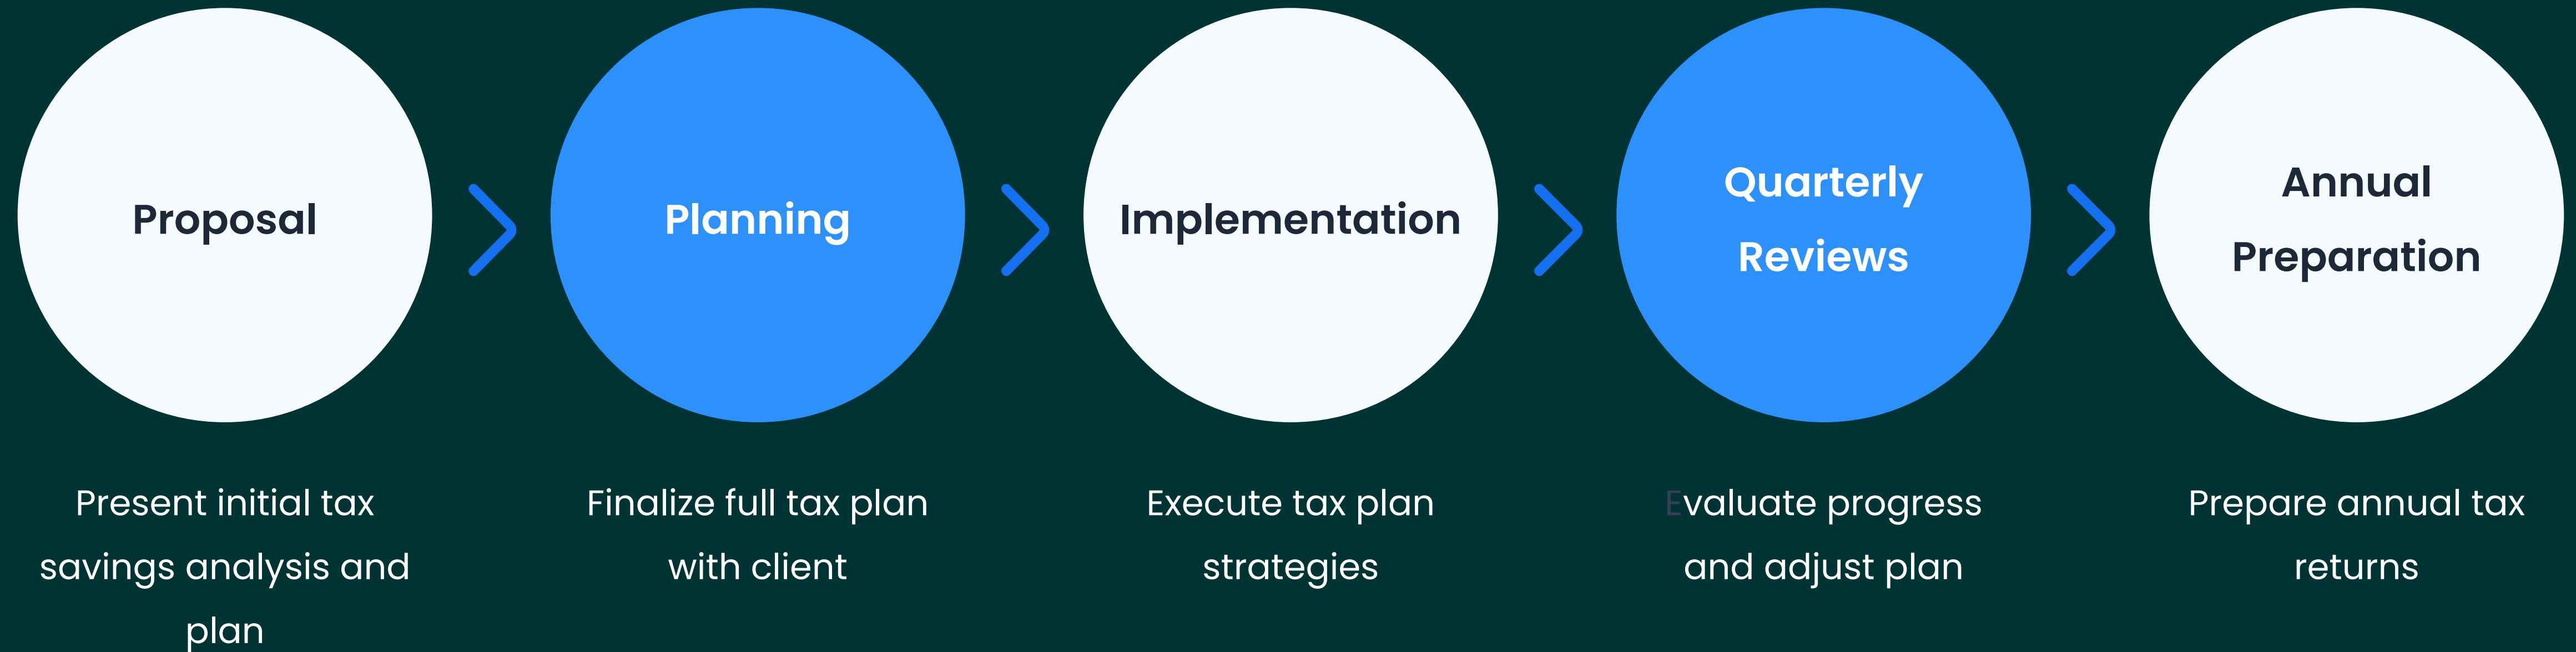 Proposal
Planning
Implementation
Quarterly
Reviews
Annual
Preparation
Present initial tax
savings analysis and
plan
Finalize full tax plan
with client
Execute tax plan
strategies
Evaluate progress
and adjust plan
Prepare annual tax
returns